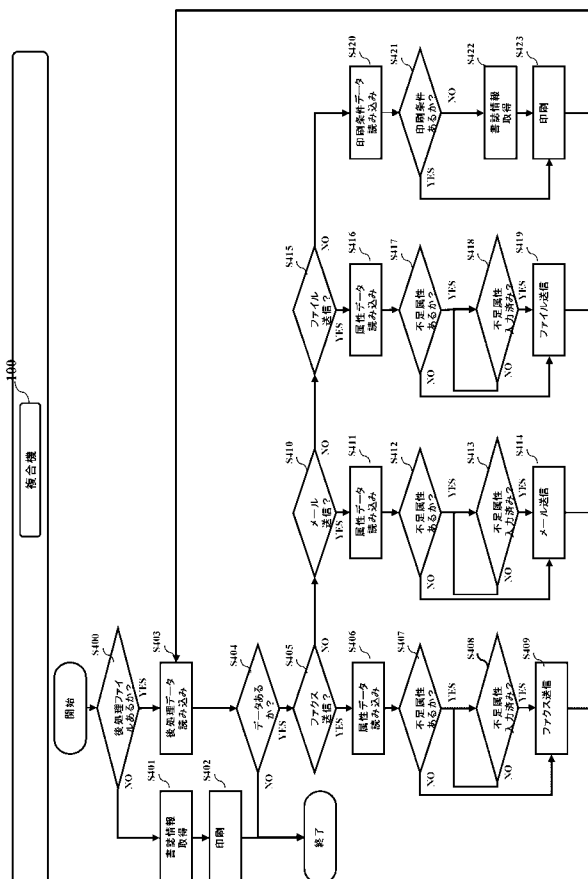 100
複合機
開始
S400
後処理ファイ
ルあるか?
YES
NO
S401
書誌情報
取得
S402
印刷
S403
後処理データ
読み込み
S404
データある
か?
YES
NO
終了
S405
ファクス
送信?
YES
NO
S406
属性データ
読み込み
S407
不足属性
あるか?
YES
NO
S408
不足属性
入力済み?
YES
NO
S409
ファクス送信
S410
メール
送信?
YES
NO
S411
属性データ
読み込み
S412
不足属性
あるか?
YES
NO
S413
不足属性
入力済み?
YES
NO
S414
メール送信
S415
ファイル
送信?
YES
NO
S416
属性データ
読み込み
S417
不足属性
あるか?
YES
NO
S418
不足属性
入力済み?
YES
NO
S419
ファイル送信
S420
印刷条件データ
読み込み
S421
印刷条件
あるか?
YES
NO
S422
書誌情報
取得
S423
印刷